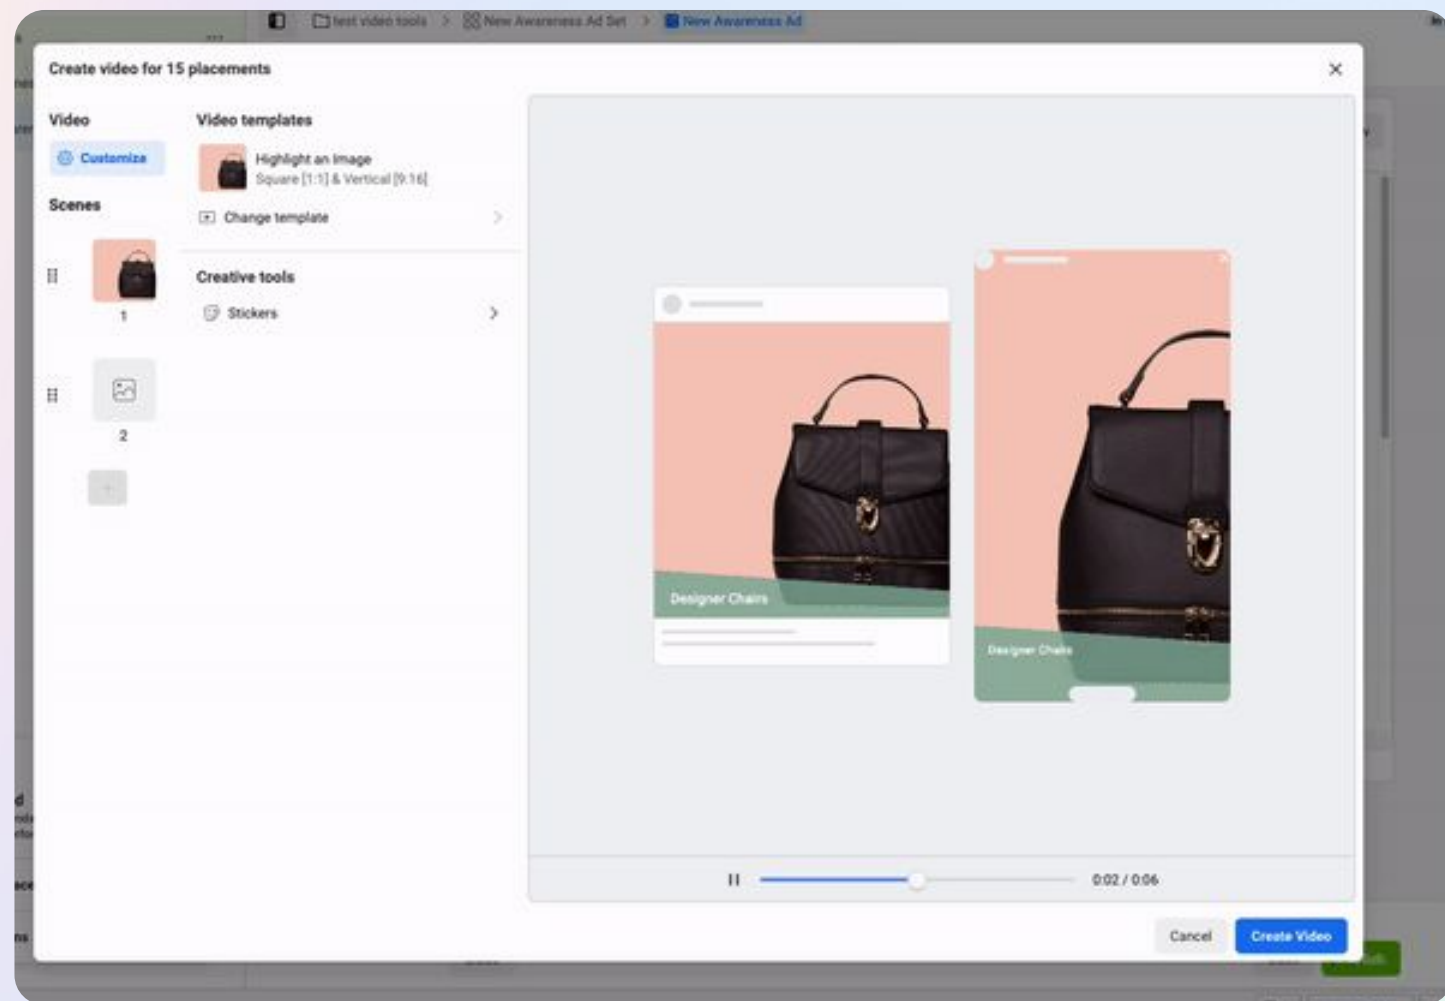 test video tools > New Awareness Ad Set > New Awareness Ad
Create video for 15 placements
Video
Customize
Scenes
1
2
Video templates
Highlight an Image
Square [1:1] & Vertical [9:16]
Change template
Creative tools
Stickers
Designer Chairs
Designer Chairs
0:02 / 0:06
Cancel
Create Video